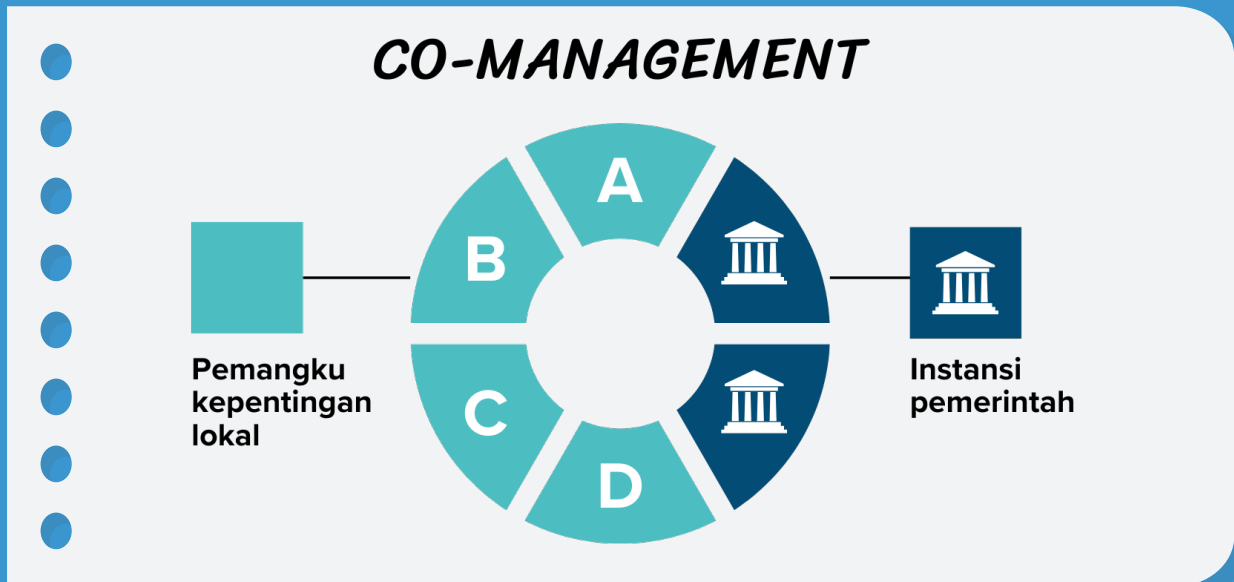 CO-MANAGEMENT
A
B
C
D
Pemangku
kepentingan
lokal
Instansi
pemerintah